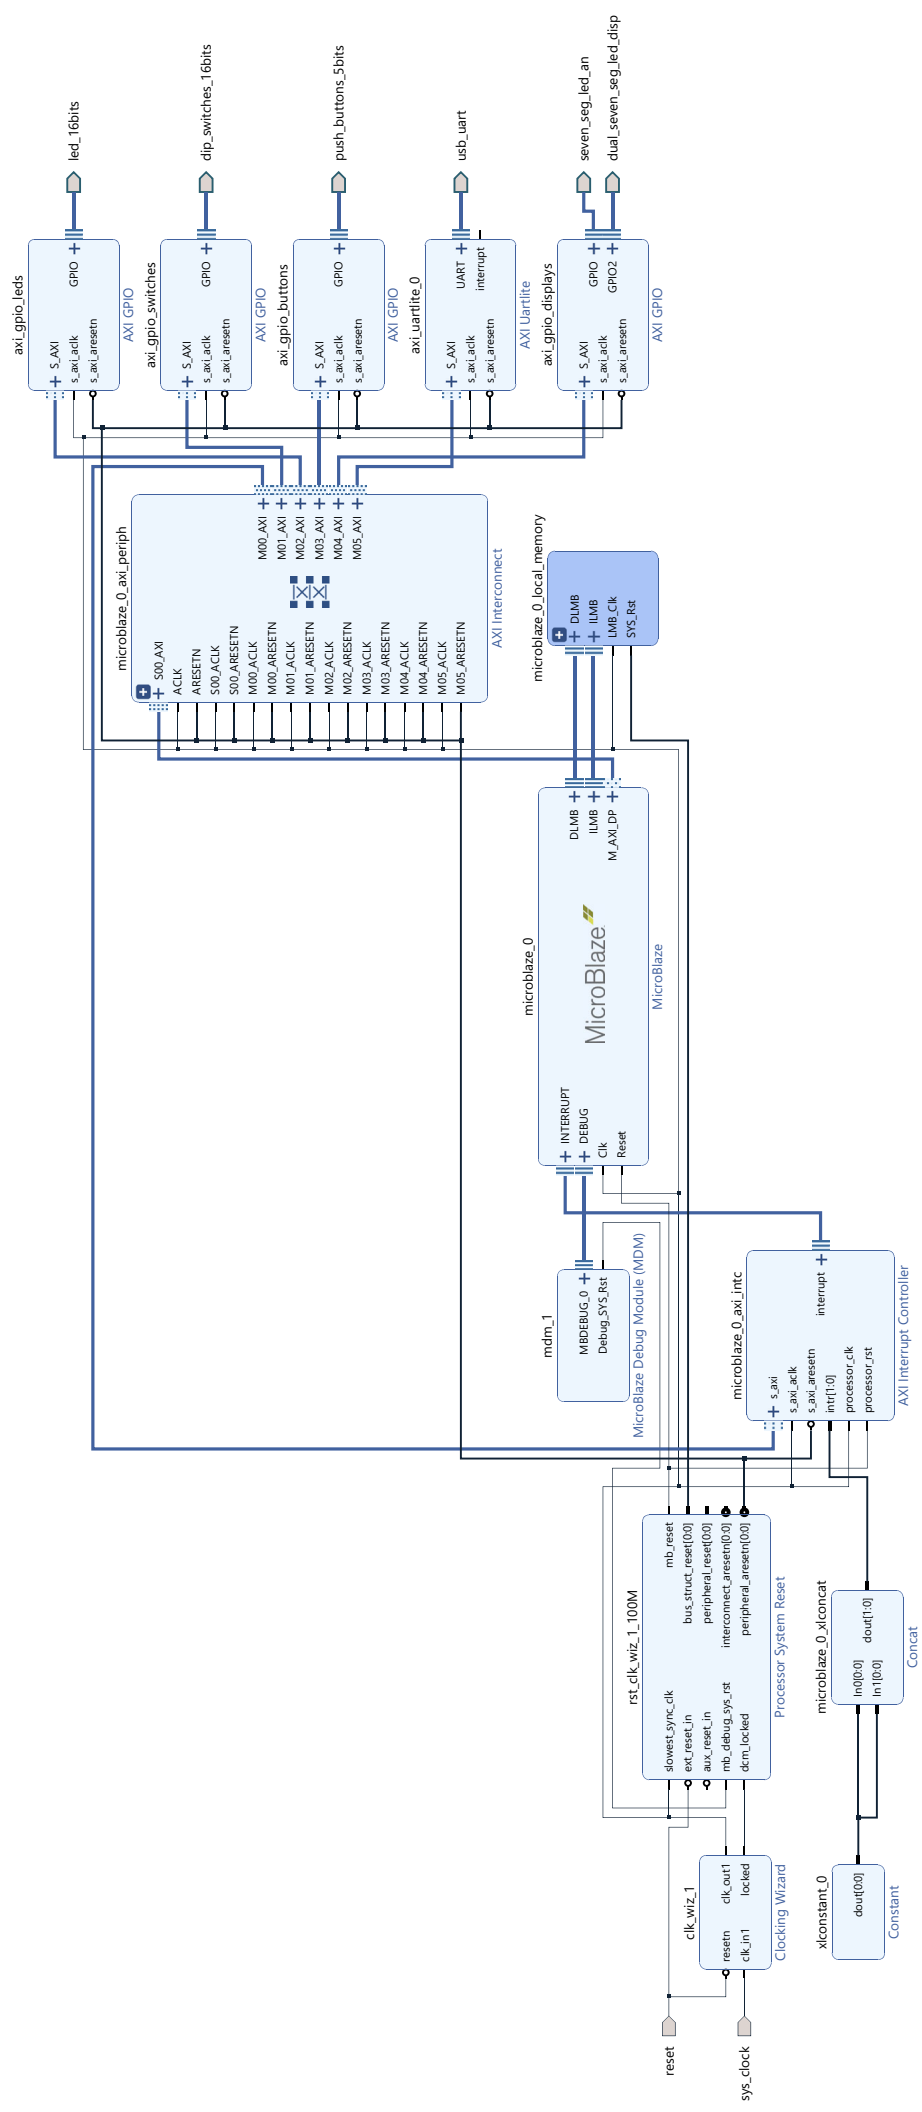 reset
sys_clock
clk_wiz_1
resetn
clk_in1
clk_out1
locked
Clocking Wizard
xlconstant_0
dout[0:0]
Constant
rst_clk_wiz_1_100M
slowest_sync_clk
ext_reset_in
aux_reset_in
mb_debug_sys_rst
dcm_locked
mb_reset
bus_struct_reset[0:0]
peripheral_reset[0:0]
interconnect_aresetn[0:0]
peripheral_aresetn[0:0]
Processor System Reset
microblaze_0_xlconcat
In0[0:0]
In1[0:0]
dout[1:0]
Concat
mdm_1
MBDEBUG_0
Debug_SYS_Rst
MicroBlaze Debug Module (MDM)
microblaze_0_axi_intc
s_axi
s_axi_aclk
s_axi_aresetn
intr[1:0]
processor_clk
processor_rst
interrupt
AXI Interrupt Controller
microblaze_0
INTERRUPT
DEBUG
Clk
Reset
MicroBlaze
DLMB
ILMB
M_AXI_DP
MicroBlaze
microblaze_0_axi_periph
S00_AXI
ACLK
ARESETN
S00_ACLK
S00_ARESETN
M00_ACLK
M00_ARESETN
M01_ACLK
M01_ARESETN
M02_ACLK
M02_ARESETN
M03_ACLK
M03_ARESETN
M04_ACLK
M04_ARESETN
M05_ACLK
M05_ARESETN
M00_AXI
M01_AXI
M02_AXI
M03_AXI
M04_AXI
M05_AXI
AXI Interconnect
microblaze_0_local_memory
DLMB
ILMB
LMB_Clk
SYS_Rst
axi_gpio_leds
S_AXI
s_axi_aclk
s_axi_aresetn
GPIO
AXI GPIO
led_16bits
axi_gpio_switches
S_AXI
s_axi_aclk
s_axi_aresetn
GPIO
AXI GPIO
dip_switches_16bits
axi_gpio_buttons
S_AXI
s_axi_aclk
s_axi_aresetn
GPIO
AXI GPIO
push_buttons_5bits
axi_uartlite_0
S_AXI
s_axi_aclk
s_axi_aresetn
UART
interrupt
AXI Uartlite
usb_uart
axi_gpio_displays
S_AXI
s_axi_aclk
s_axi_aresetn
GPIO
GPIO2
AXI GPIO
seven_seg_led_an
dual_seven_seg_led_disp